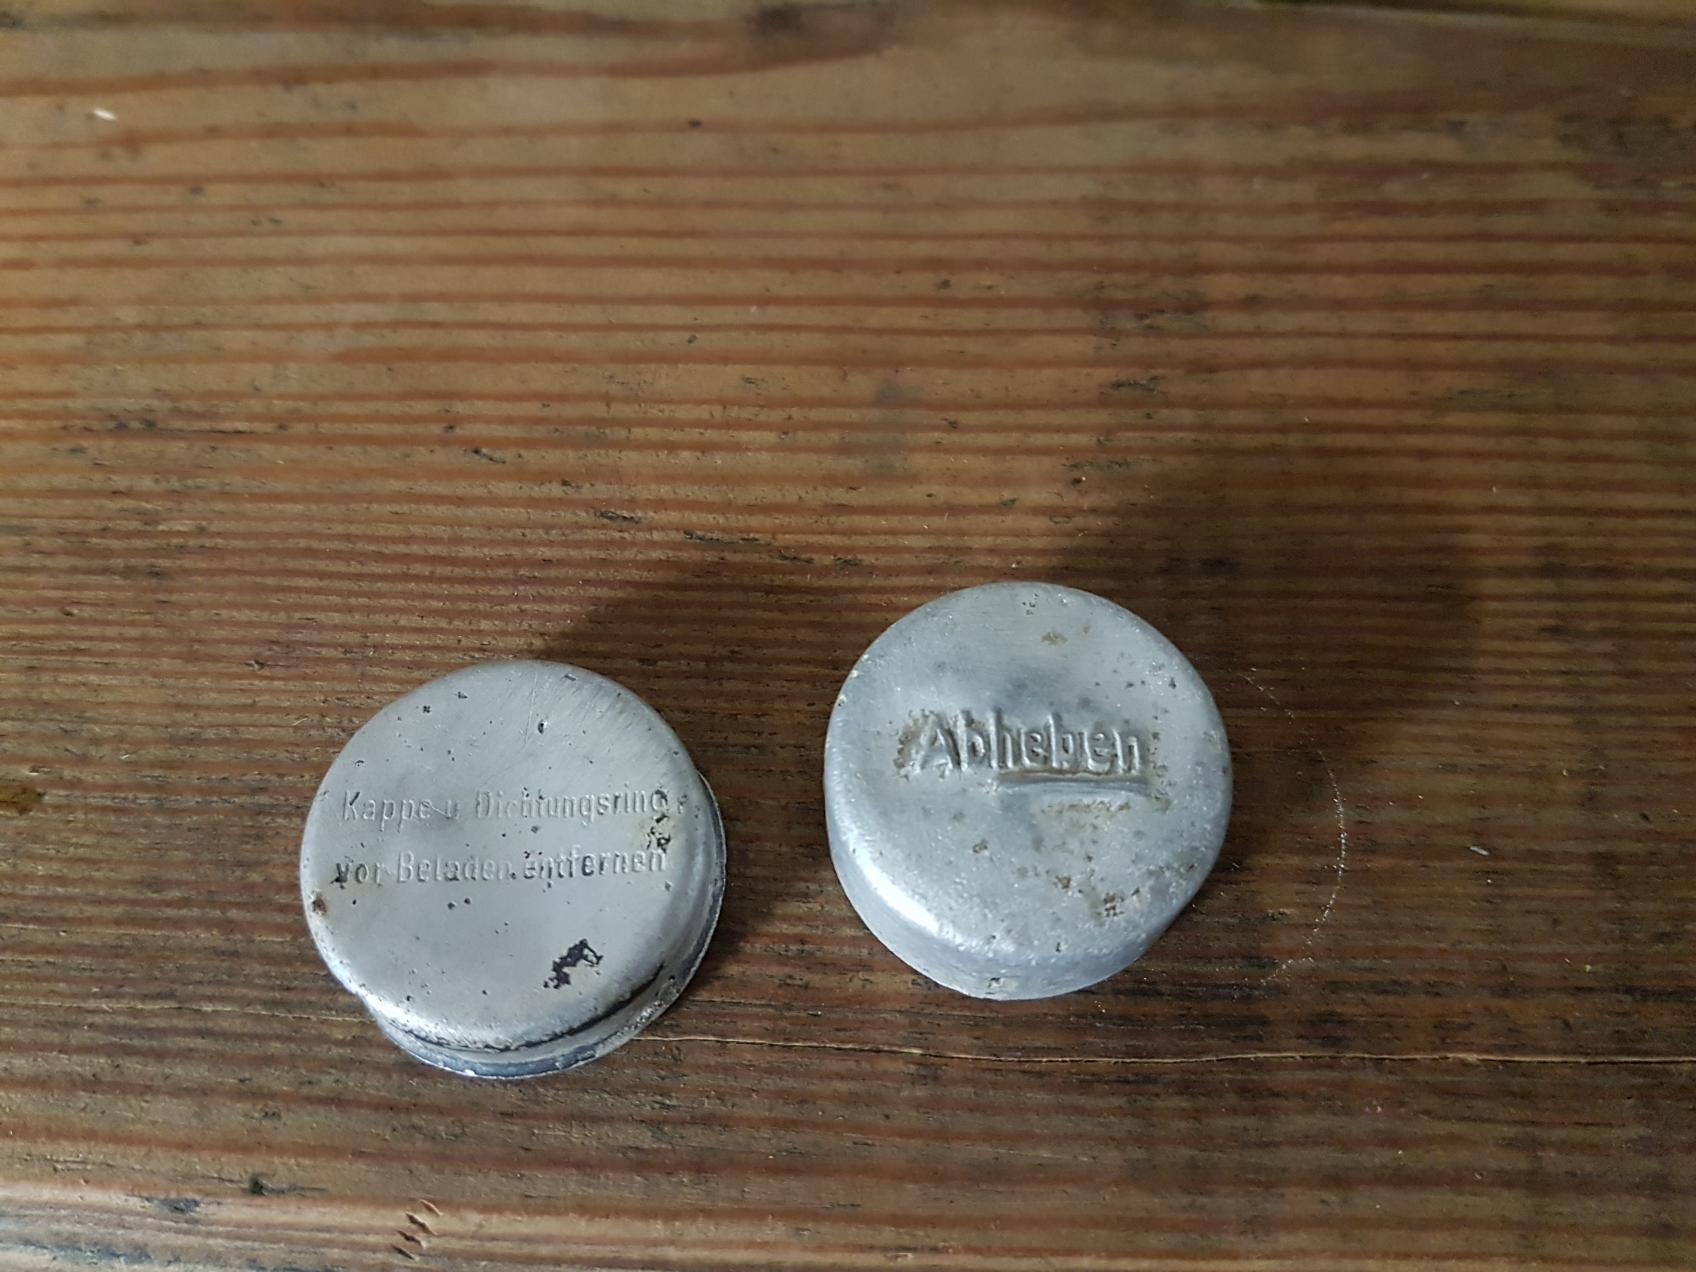 Kappe u Dichtungsring
vor Beladen entfernen
Abheben